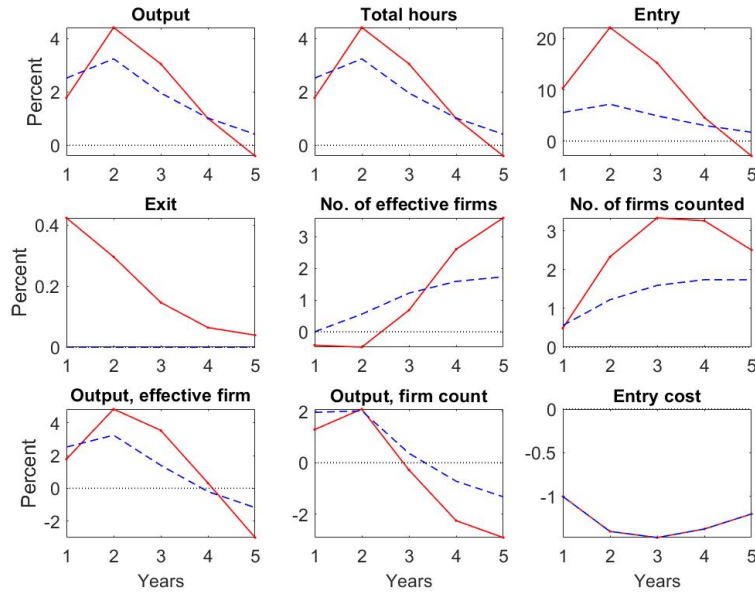 Output
Total hours
Entry
Percent
4
2
0
1 2 3 4 5
4
2
0
1 2 3 4 5
20
10
0
1 2 3 4 5
Exit
No. of effective firms
No. of firms counted
Percent
0.4
0.2
0
1 2 3 4 5
3
2
1
0
1 2 3 4 5
3
2
1
0
1 2 3 4 5
Output, effective firm
Output, firm count
Entry cost
Percent
4
2
0
-2
1 2 3 4 5
Years
2
0
-2
1 2 3 4 5
Years
0
-0.5
-1
1 2 3 4 5
Years